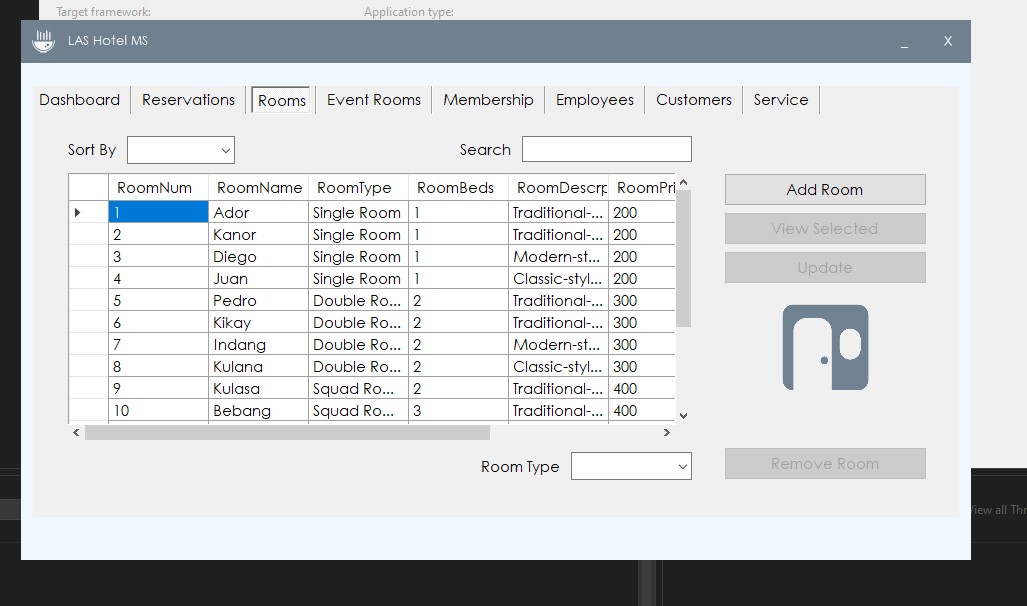 Target framework: Application type:
LAS Hotel MS _ X
Dashboard Reservations Rooms Event Rooms Membership Employees Customers Service
Sort By Search
RoomNum RoomName RoomType RoomBeds RoomDescrp RoomPri
1 Ador Single Room 1 Traditional-... 200
2 Kanor Single Room 1 Traditional-... 200
3 Diego Single Room 1 Modern-st... 200
4 Juan Single Room 1 Classic-styl... 200
5 Pedro Double Ro... 2 Traditional-... 300
6 Kikay Double Ro... 2 Traditional-... 300
7 Indang Double Ro... 2 Modern-st... 300
8 Kulana Double Ro... 2 Classic-styl... 300
9 Kulasa Squad Ro... 2 Traditional-... 400
10 Bebang Squad Ro... 3 Traditional-... 400
Add Room
View Selected
Update
Room Type
Remove Room
View all Thr